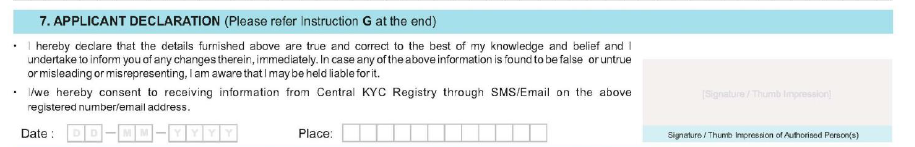 7. APPLICANT DECLARATION (Please refer Instruction G at the end)
• I hereby declare that the details furnished above are true and correct to the best of my knowledge and belief and I
undertake to inform you of any changes therein, immediately. In case any of the above information is found to be false or untrue
or misleading or misrepresenting, I am aware that I may be held liable for it.
• I/we hereby consent to receiving information from Central KYC Registry through SMS/Email on the above
registered number/email address.
[Signature / Thumb Impression]
Date : D D – M M – Y Y Y Y Place:
Signature / Thumb Impression of Authorised Person(s)